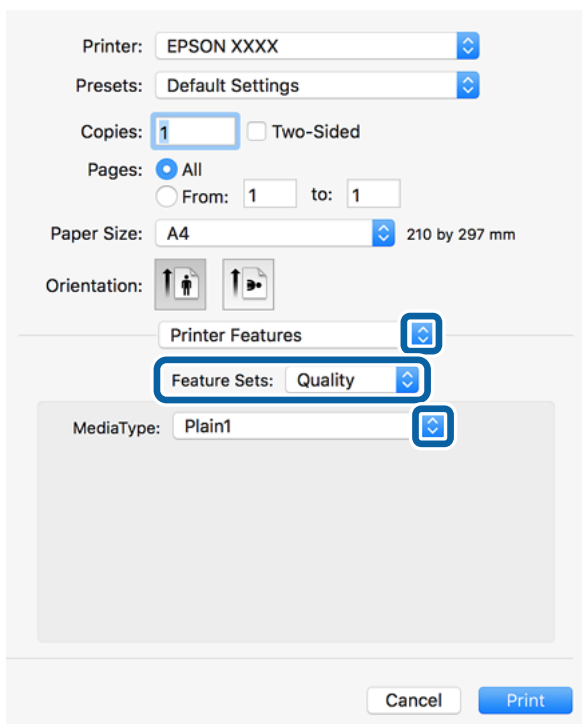 Printer: EPSON XXXX
Presets: Default Settings
Copies: 1 Two-Sided
Pages: All
From: 1 to: 1
Paper Size: A4 210 by 297 mm
Orientation:
Printer Features
Feature Sets: Quality
MediaType: Plain1
Cancel Print